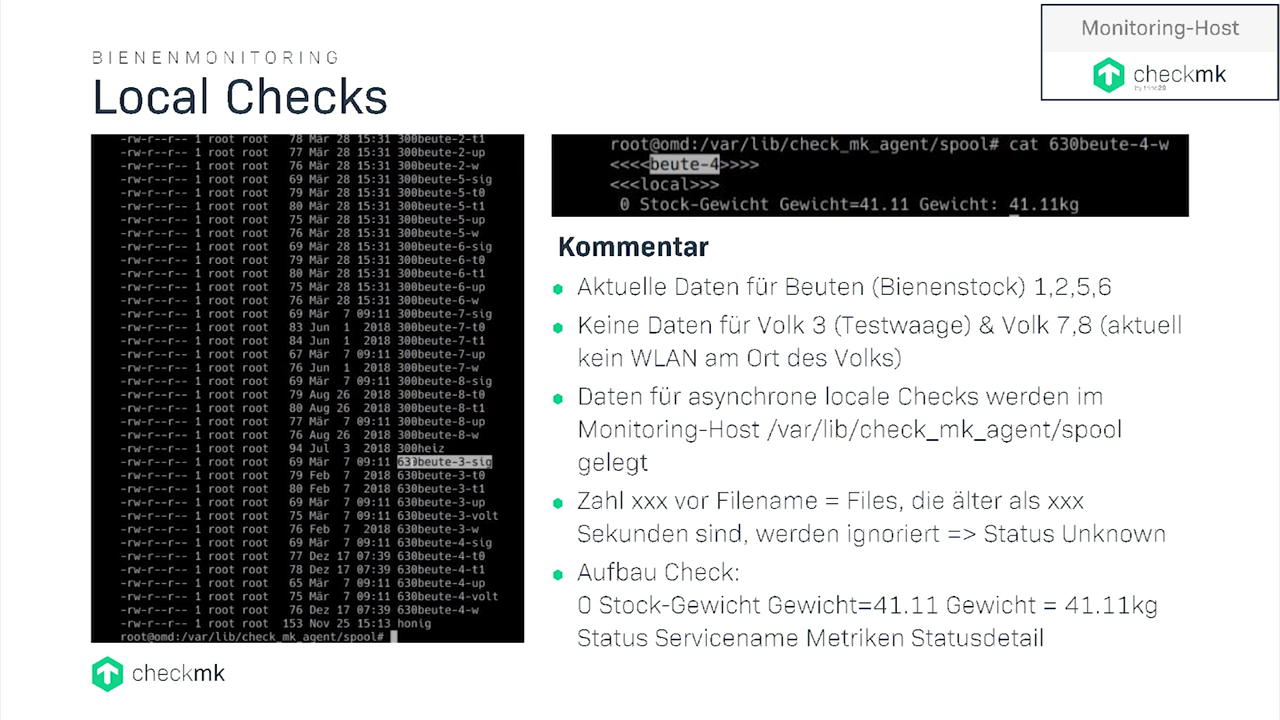 BIENENMONITORING
Local Checks
Monitoring-Host
checkmk
-rw-r--r-- 1 root root 78 Mär 28 15:31 300beute-2-t1
-rw-r--r-- 1 root root 77 Mär 28 15:31 300beute-2-up
-rw-r--r-- 1 root root 76 Mär 28 15:31 300beute-2-w
-rw-r--r-- 1 root root 69 Mär 28 15:31 300beute-5-sig
-rw-r--r-- 1 root root 79 Mär 28 15:31 300beute-5-t0
-rw-r--r-- 1 root root 80 Mär 28 15:31 300beute-5-t1
-rw-r--r-- 1 root root 75 Mär 28 15:31 300beute-5-up
-rw-r--r-- 1 root root 76 Mär 28 15:31 300beute-5-w
-rw-r--r-- 1 root root 69 Mär 28 15:31 300beute-6-sig
-rw-r--r-- 1 root root 79 Mär 28 15:31 300beute-6-t0
-rw-r--r-- 1 root root 80 Mär 28 15:31 300beute-6-t1
-rw-r--r-- 1 root root 75 Mär 28 15:31 300beute-6-up
-rw-r--r-- 1 root root 76 Mär 28 15:31 300beute-6-w
-rw-r--r-- 1 root root 69 Mär 7 09:11 300beute-7-sig
-rw-r--r-- 1 root root 83 Jun 1 2018 300beute-7-t0
-rw-r--r-- 1 root root 84 Jun 1 2018 300beute-7-t1
-rw-r--r-- 1 root root 67 Mär 7 09:11 300beute-7-up
-rw-r--r-- 1 root root 76 Jun 1 2018 300beute-7-w
-rw-r--r-- 1 root root 69 Mär 7 09:11 300beute-8-sig
-rw-r--r-- 1 root root 79 Aug 26 2018 300beute-8-t0
-rw-r--r-- 1 root root 80 Aug 26 2018 300beute-8-t1
-rw-r--r-- 1 root root 77 Mär 7 09:11 300beute-8-up
-rw-r--r-- 1 root root 76 Aug 26 2018 300beute-8-w
-rw-r--r-- 1 root root 94 Jul 3 2018 300heiz
-rw-r--r-- 1 root root 69 Mär 7 09:11 630beute-3-sig
-rw-r--r-- 1 root root 79 Feb 7 2018 630beute-3-t0
-rw-r--r-- 1 root root 80 Feb 7 2018 630beute-3-t1
-rw-r--r-- 1 root root 69 Mär 7 09:11 630beute-3-up
-rw-r--r-- 1 root root 75 Mär 7 09:11 630beute-3-volt
-rw-r--r-- 1 root root 76 Feb 7 2018 630beute-3-w
-rw-r--r-- 1 root root 69 Mär 7 09:11 630beute-4-sig
-rw-r--r-- 1 root root 77 Dez 17 07:39 630beute-4-t0
-rw-r--r-- 1 root root 78 Dez 17 07:39 630beute-4-t1
-rw-r--r-- 1 root root 65 Mär 7 09:11 630beute-4-up
-rw-r--r-- 1 root root 75 Mär 7 09:11 630beute-4-volt
-rw-r--r-- 1 root root 76 Dez 17 07:39 630beute-4-w
-rw-r--r-- 1 root root 153 Nov 25 15:13 honig
root@omd:/var/lib/check_mk_agent/spool#
root@omd:/var/lib/check_mk_agent/spool# cat 630beute-4-w
<<<<beute-4>>>>
<<<local>>>
0 Stock-Gewicht Gewicht=41.11 Gewicht: 41.11kg
Kommentar
Aktuelle Daten für Beuten (Bienenstock) 1,2,5,6
Keine Daten für Volk 3 (Testwaage) & Volk 7,8 (aktuell
kein WLAN am Ort des Volks)
Daten für asynchrone locale Checks werden im
Monitoring-Host /var/lib/check_mk_agent/spool
gelegt
Zahl xxx vor Filename = Files, die älter als xxx
Sekunden sind, werden ignoriert => Status Unknown
Aufbau Check:
0 Stock-Gewicht Gewicht=41.11 Gewicht = 41.11kg
Status Servicename Metriken Statusdetail
checkmk